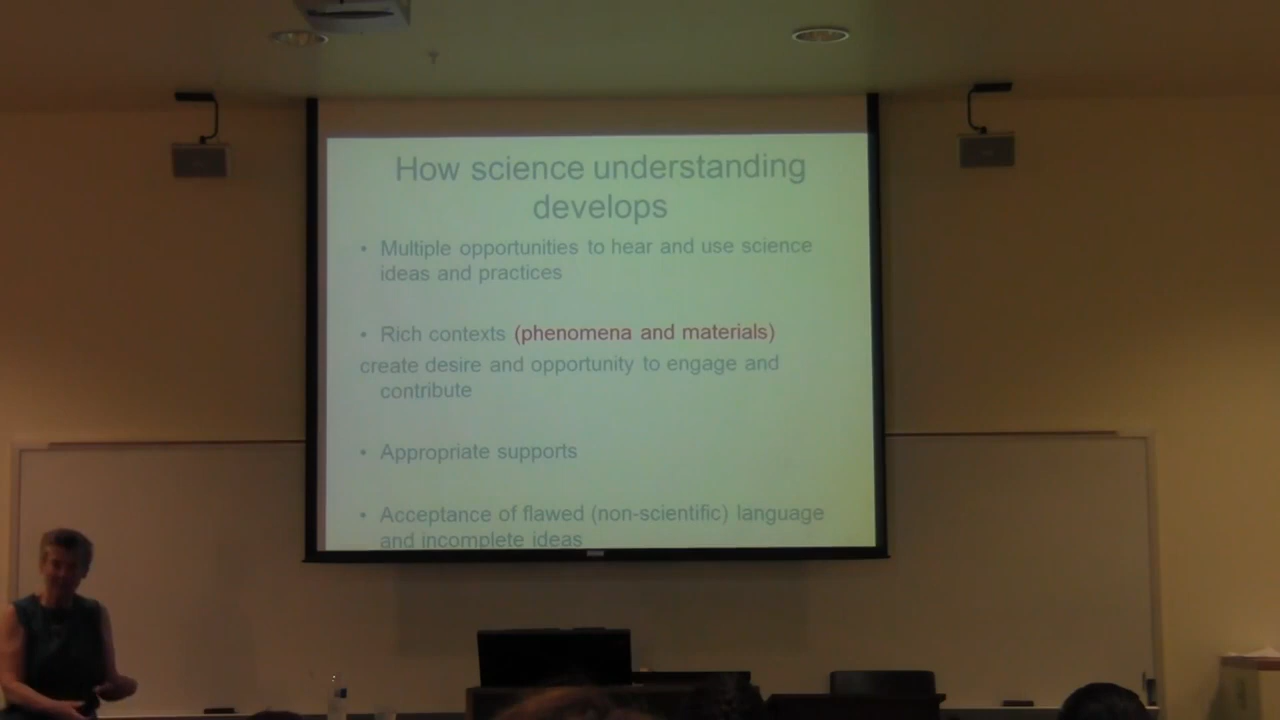 How science understanding
develops
• Multiple opportunities to hear and use science
ideas and practices
• Rich contexts (phenomena and materials)
create desire and opportunity to engage and
contribute
• Appropriate supports
• Acceptance of flawed (non-scientific) language
and incomplete ideas